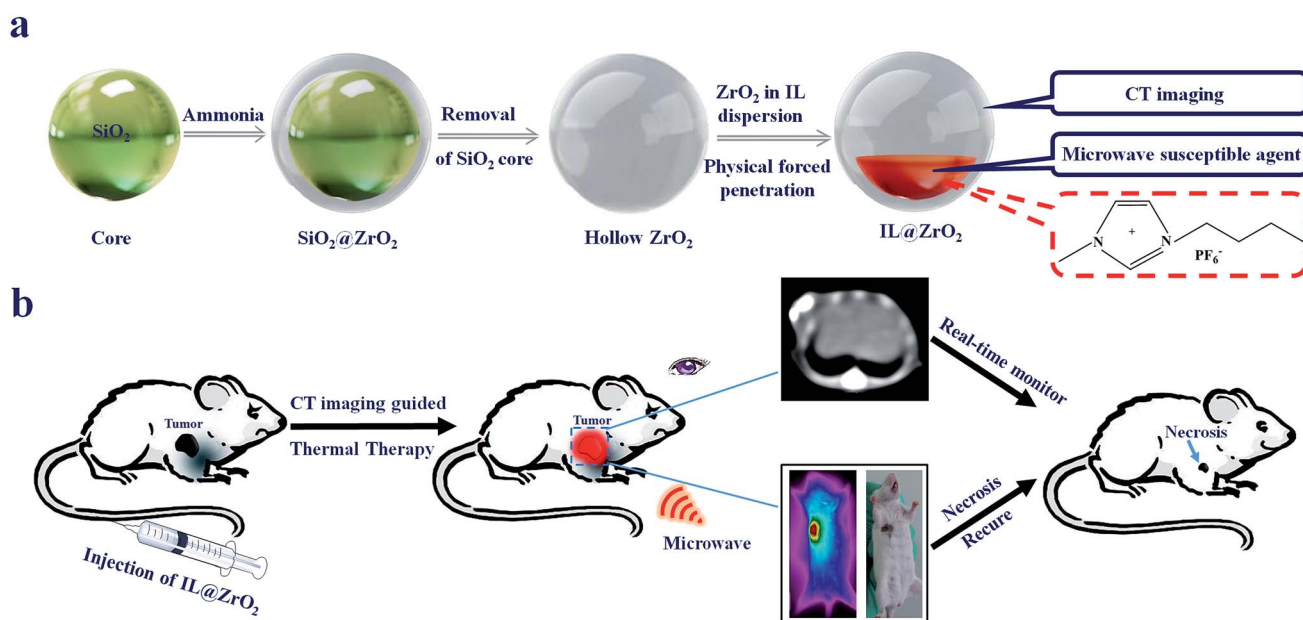 a
SiO₂
Ammonia
Removal
of SiO₂ core
ZrO₂ in IL
dispersion
Physical forced
penetration
CT imaging
Microwave susceptible agent
Core
SiO₂@ZrO₂
Hollow ZrO₂
IL@ZrO₂
N
+
N
PF₆⁻
b
Tumor
CT imaging guided
Thermal Therapy
Injection of IL@ZrO₂
Tumor
Microwave
Real-time monitor
Necrosis
Recure
Necrosis